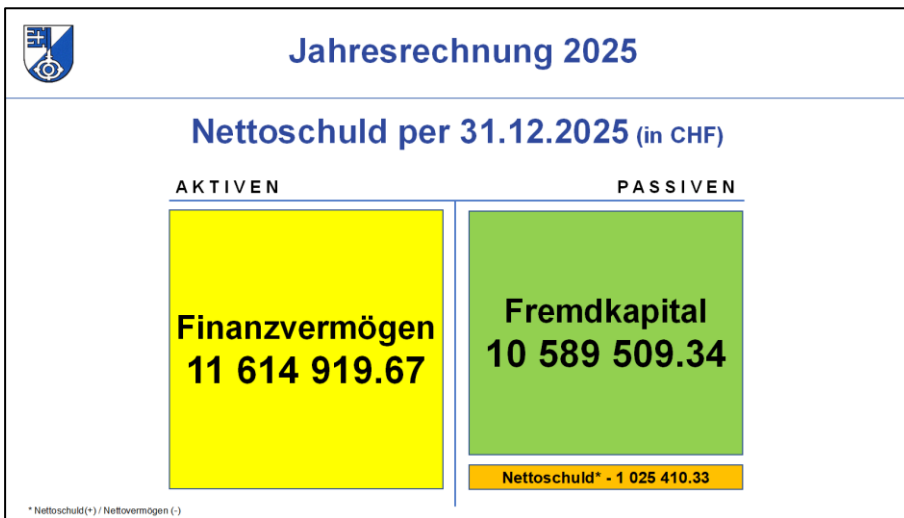 Jahresrechnung 2025
Nettoschuld per 31.12.2025 (in CHF)
AKTIVEN
PASSIVEN
Finanzvermögen
11 614 919.67
Fremdkapital
10 589 509.34
Nettoschuld* - 1 025 410.33
* Nettoschuld(+) / Nettovermögen (-)